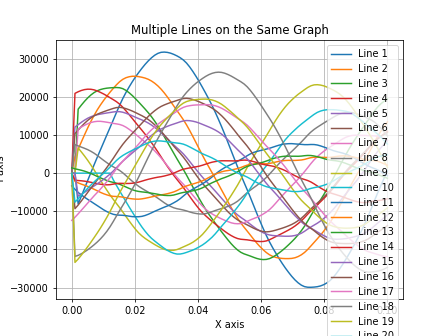 Multiple Lines on the Same Graph
30000
20000
10000
0
−10000
−20000
−30000
0.00
0.02
0.04
0.06
X axis
Line 1
Line 2
Line 3
Line 4
Line 5
Line 6
Line 7
Line 8
Line 9
Line 10
Line 11
Line 12
Line 13
Line 14
Line 15
Line 16
Line 17
Line 18
Line 19
Line 20